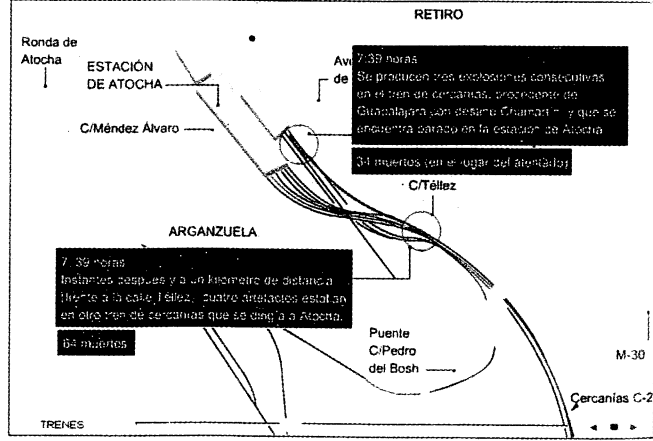 RETIRO
Ronda de
Atocha
ESTACIÓN
DE ATOCHA
C/Méndez Álvaro
7:39 horas
Se producen tres explosiones consecutivas
en el tren de cercanías, procedente de
Guadalajara con destino Chamartín, y que se
encuentra parado en la estación de Atocha
34 muertos (en el lugar del atentado)
C/Téllez
ARGANZUELA
7:39 horas
Instantes después y a un kilómetro de distancia
(frente a la calle Téllez), cuatro artefactos estallan
en otro tren de cercanías que se dirigía a Atocha.
64 muertos
Puente
C/Pedro
del Bosh
M-30
Cercanías C-2
TRENES